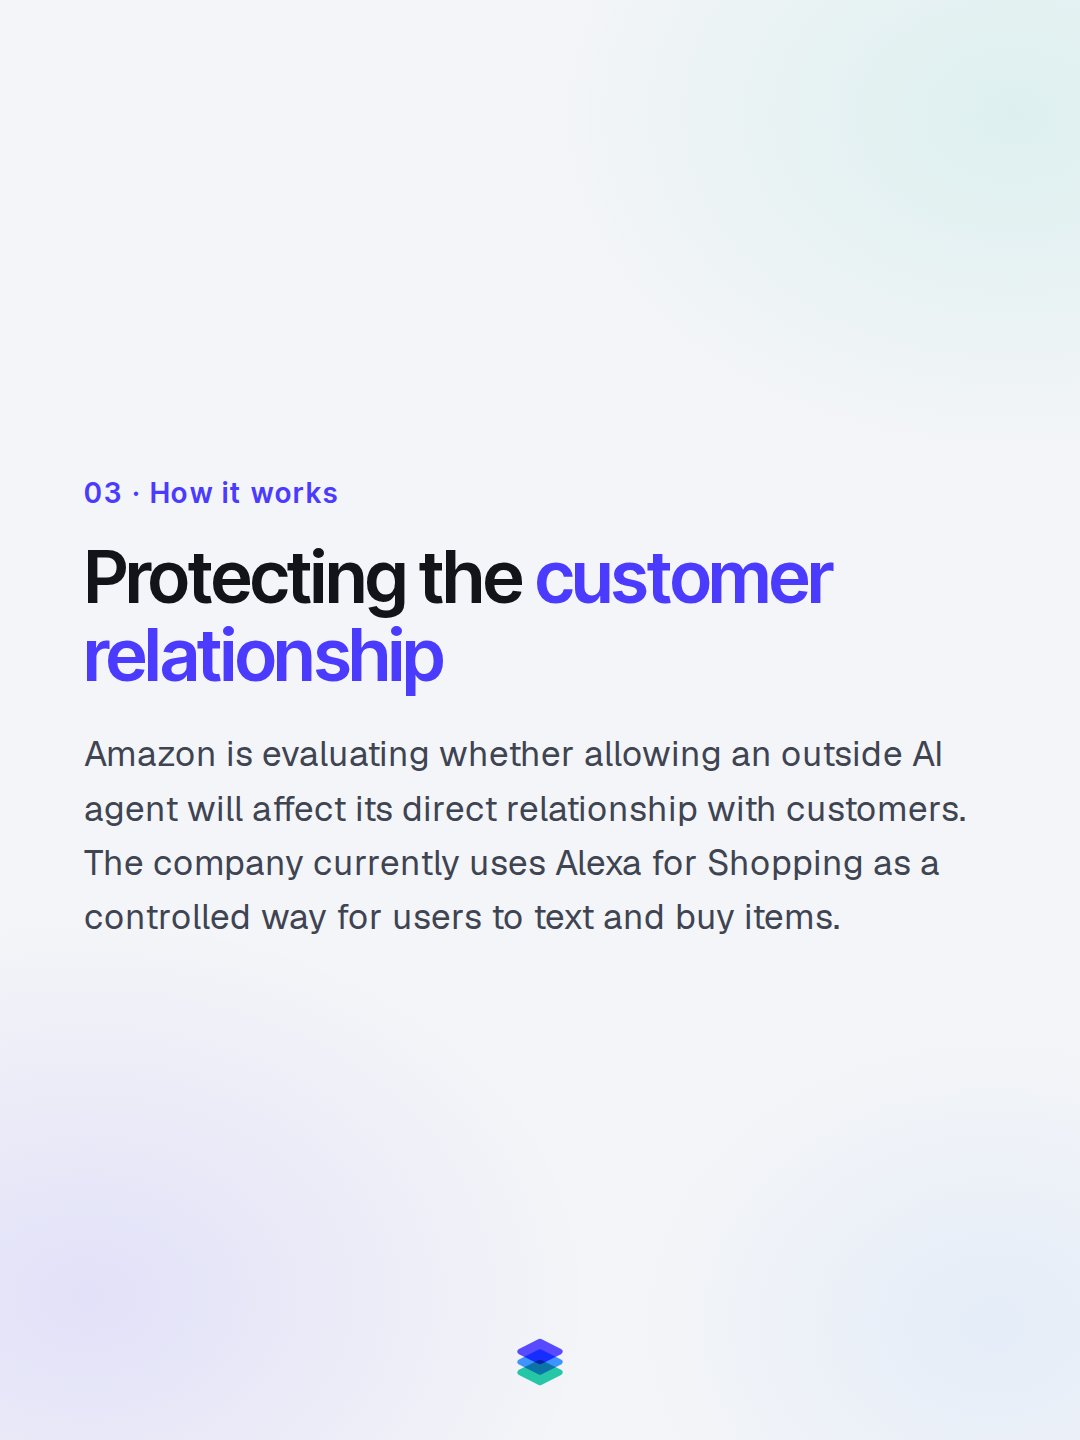 03 · How it works
Protecting the customer
relationship
Amazon is evaluating whether allowing an outside AI
agent will affect its direct relationship with customers.
The company currently uses Alexa for Shopping as a
controlled way for users to text and buy items.